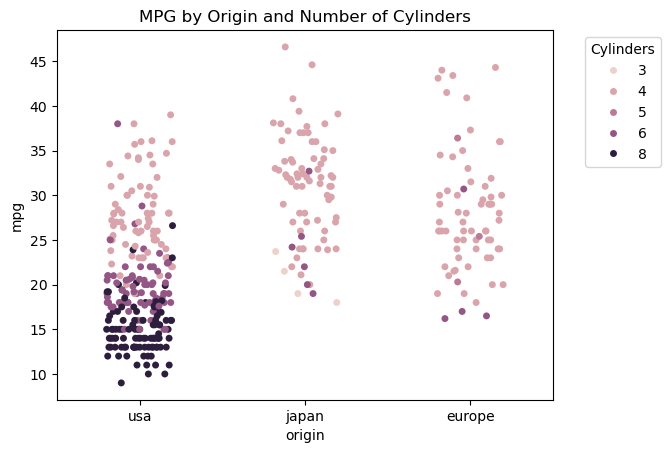 MPG by Origin and Number of Cylinders
mpg
45
40
35
30
25
20
15
10
usa
japan
europe
origin
Cylinders
3
4
5
6
8